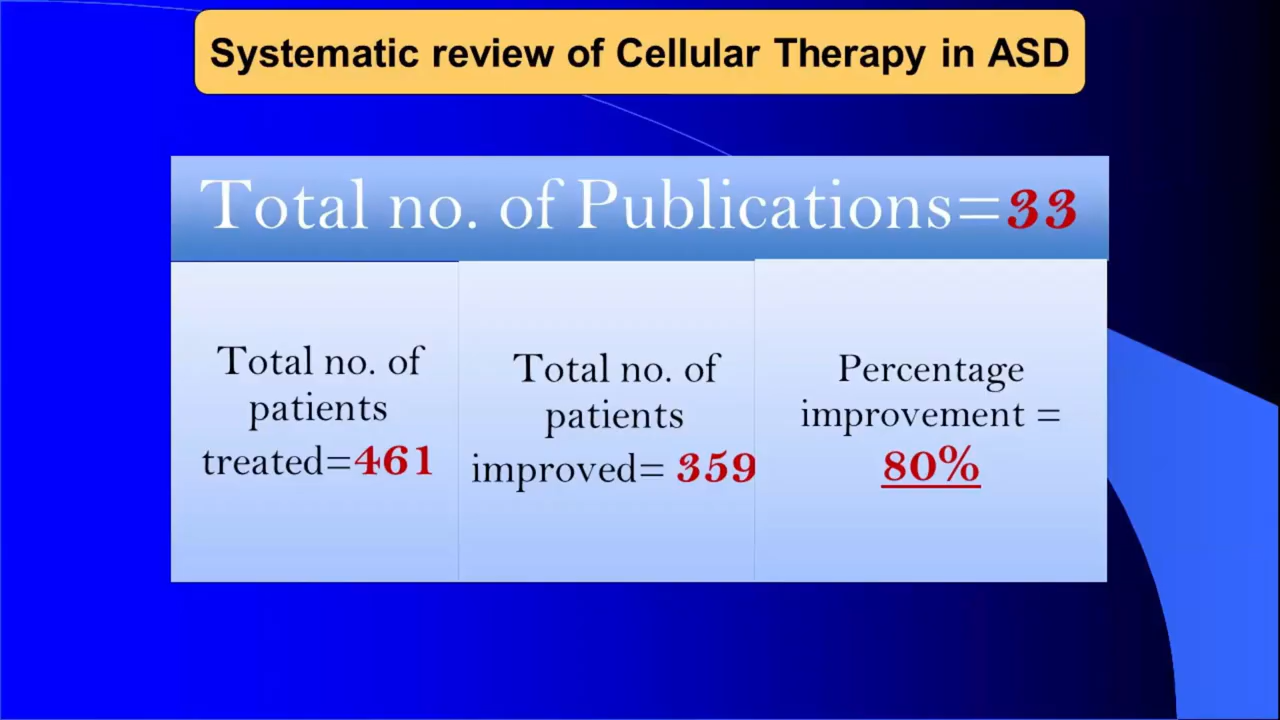 Systematic review of Cellular Therapy in ASD
Total no. of Publications=33
Total no. of
patients
treated=461
Total no. of
patients
improved= 359
Percentage
improvement =
80%